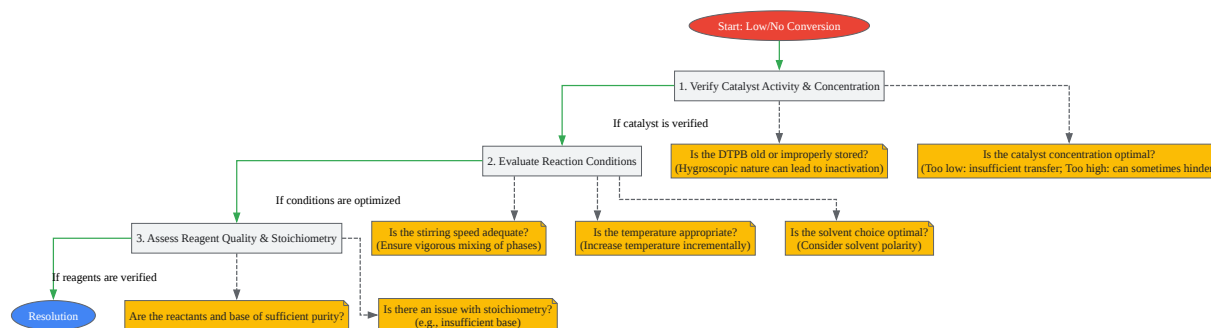 Start: Low/No Conversion
1. Verify Catalyst Activity & Concentration
If catalyst is verified
Is the DTPB old or improperly stored?
(Hygroscopic nature can lead to inactivation)
Is the catalyst concentration optimal?
(Too low: insufficient transfer; Too high: can sometimes hinder
2. Evaluate Reaction Conditions
If conditions are optimized
Is the stirring speed adequate?
(Ensure vigorous mixing of phases)
Is the temperature appropriate?
(Increase temperature incrementally)
Is the solvent choice optimal?
(Consider solvent polarity)
3. Assess Reagent Quality & Stoichiometry
If reagents are verified
Resolution
Are the reactants and base of sufficient purity?
Is there an issue with stoichiometry?
(e.g., insufficient base)